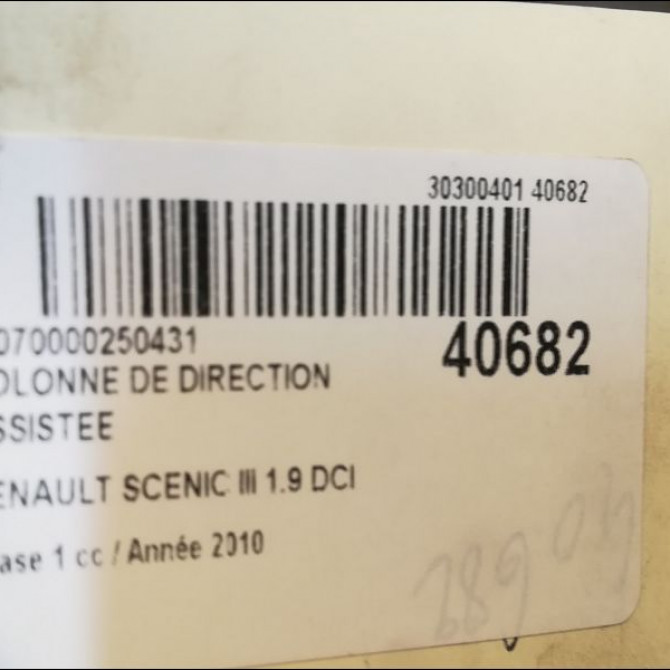 30300401 40682
070000250431
40682
OLONNE DE DIRECTION
SSISTEE
ENAULT SCENIC III 1.9 DCI
ase 1 cc / Année 2010